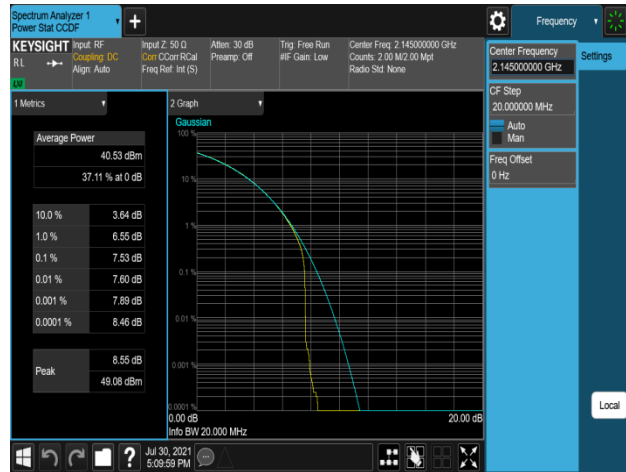 Spectrum Analyzer 1
Power Stat CCDF
Frequency
KEYSIGHT
RL
LXI
Input: RF
Coupling: DC
Align: Auto
Input Z: 50 Ω
Corr CCorr RCal
Freq Ref: Int (S)
Atten: 30 dB
Preamp: Off
Trig: Free Run
#IF Gain: Low
Center Freq: 2.145000000 GHz
Counts: 2.00 M/2.00 Mpt
Radio Std: None
Center Frequency
2.145000000 GHz
Settings
CF Step
20.000000 MHz
Auto
Man
Freq Offset
0 Hz
1 Metrics
Average Power
40.53 dBm
37.11 % at 0 dB
10.0 % 3.64 dB
1.0 % 6.55 dB
0.1 % 7.53 dB
0.01 % 7.60 dB
0.001 % 7.89 dB
0.0001 % 8.46 dB
Peak
8.55 dB
49.08 dBm
2 Graph
Gaussian
100 %
10 %
1 %
0.1 %
0.01 %
0.001 %
0.0001 %
0.00 dB 20.00 dB
Info BW 20.000 MHz
Local
?
Jul 30, 2021
5:09:59 PM